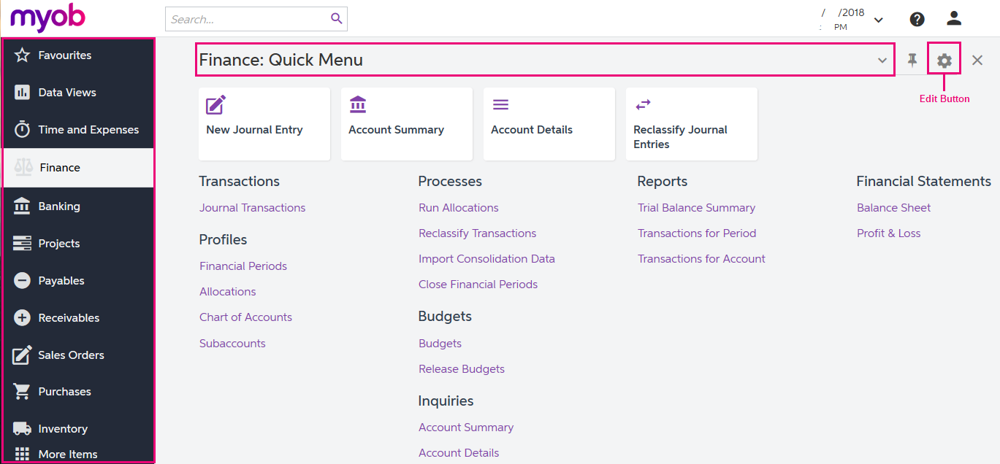 myob
Search...
/ /2018
: PM
Favourites
Data Views
Time and Expenses
Finance
Banking
Projects
Payables
Receivables
Sales Orders
Purchases
Inventory
More Items
Finance: Quick Menu
Edit Button
New Journal Entry
Account Summary
Account Details
Reclassify Journal
Entries
Transactions
Journal Transactions
Profiles
Financial Periods
Allocations
Chart of Accounts
Subaccounts
Processes
Run Allocations
Reclassify Transactions
Import Consolidation Data
Close Financial Periods
Budgets
Budgets
Release Budgets
Inquiries
Account Summary
Account Details
Reports
Trial Balance Summary
Transactions for Period
Transactions for Account
Financial Statements
Balance Sheet
Profit & Loss